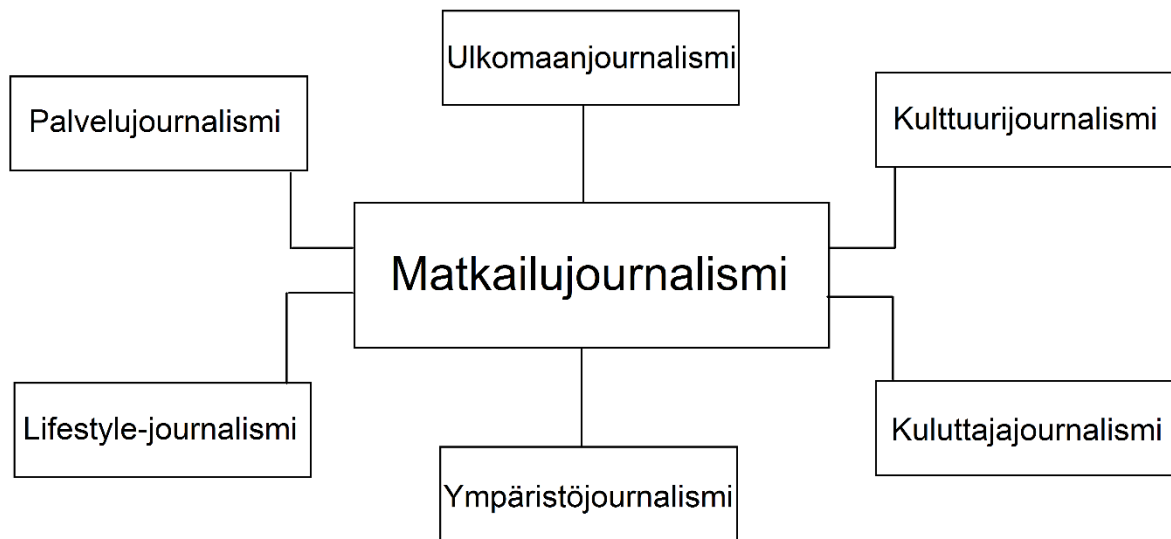 Ulkomaanjournalismi
Palvelujournalismi
Kulttuurijournalismi
Matkailujournalismi
Lifestyle-journalismi
Kuluttajajournalismi
Ympäristöjournalismi